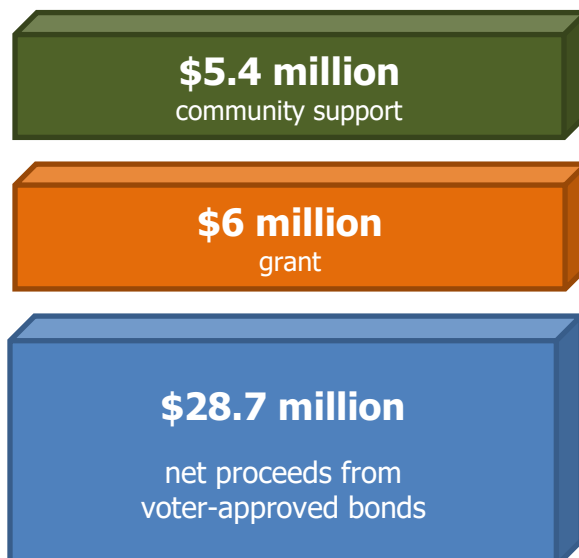 $5.4 million
community support
$6 million
grant
$28.7 million
net proceeds from
voter-approved bonds